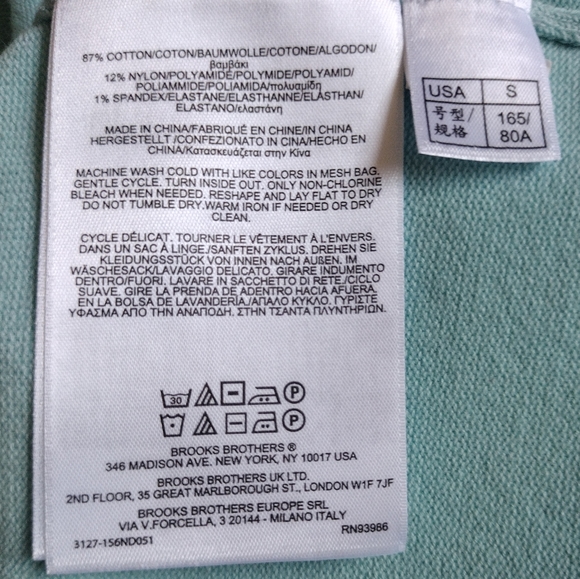 87% COTTON/COTON/BAUMWOLLE/COTONE/ALGODON/
βαμβάκι
12% NYLON/POLYAMIDE/POLYMIDE/POLYAMID/
POLIAMMIDE/POLIAMIDA/πολυαμίδη
1% SPANDEX/ELASTANE/ELASTHANNE/ELASTHAN/
ELASTANO/ελαστάνη
MADE IN CHINA/FABRIQUÉ EN CHINE/IN CHINA
HERGESTELLT /CONFEZIONATO IN CINA/HECHO EN
CHINA/Κατασκευάζεται στην Κίνα
MACHINE WASH COLD WITH LIKE COLORS IN MESH BAG.
GENTLE CYCLE. TURN INSIDE OUT. ONLY NON-CHLORINE
BLEACH WHEN NEEDED. RESHAPE AND LAY FLAT TO DRY
DO NOT TUMBLE DRY.WARM IRON IF NEEDED OR DRY
CLEAN.
CYCLE DÉLICAT. TOURNER LE VÊTEMENT À L'ENVERS.
DANS UN SAC À LINGE./SANFTEN ZYKLUS. DREHEN SIE
KLEIDUNGSSTÜCK VON INNEN NACH AUßEN. IM
WÄSCHESACK/LAVAGGIO DELICATO. GIRARE INDUMENTO
DENTRO/FUORI. LAVARE IN SACCHETTO DI RETE./CICLO
SUAVE. GIRE LA PRENDA DE ADENTRO HACIA AFUERA.
EN LA BOLSA DE LAVANDERÍA./ΑΠΑΛΟ ΚΥΚΛΟ. ΓΥΡΙΣΤΕ
ΥΦΑΣΜΑ ΑΠΟ ΤΗΝ ΑΝΑΠΟΔΗ. ΣΤΗΝ ΤΣΑΝΤΑ ΠΛΥΝΤΗΡΙΩΝ.
30 P
P
BROOKS BROTHERS ®
346 MADISON AVE. NEW YORK, NY 10017 USA
BROOKS BROTHERS UK LTD.
2ND FLOOR, 35 GREAT MARLBOROUGH ST., LONDON W1F 7JF
BROOKS BROTHERS EUROPE SRL
VIA V.FORCELLA, 3 20144 - MILANO ITALY
RN93986
3127-156ND051
USA S
号型/ 165/
规格 80A